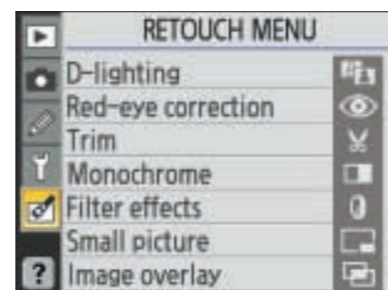 RETOUCH MENU
D-lighting
Red-eye correction
Trim
Monochrome
Filter effects
Small picture
Image overlay
?